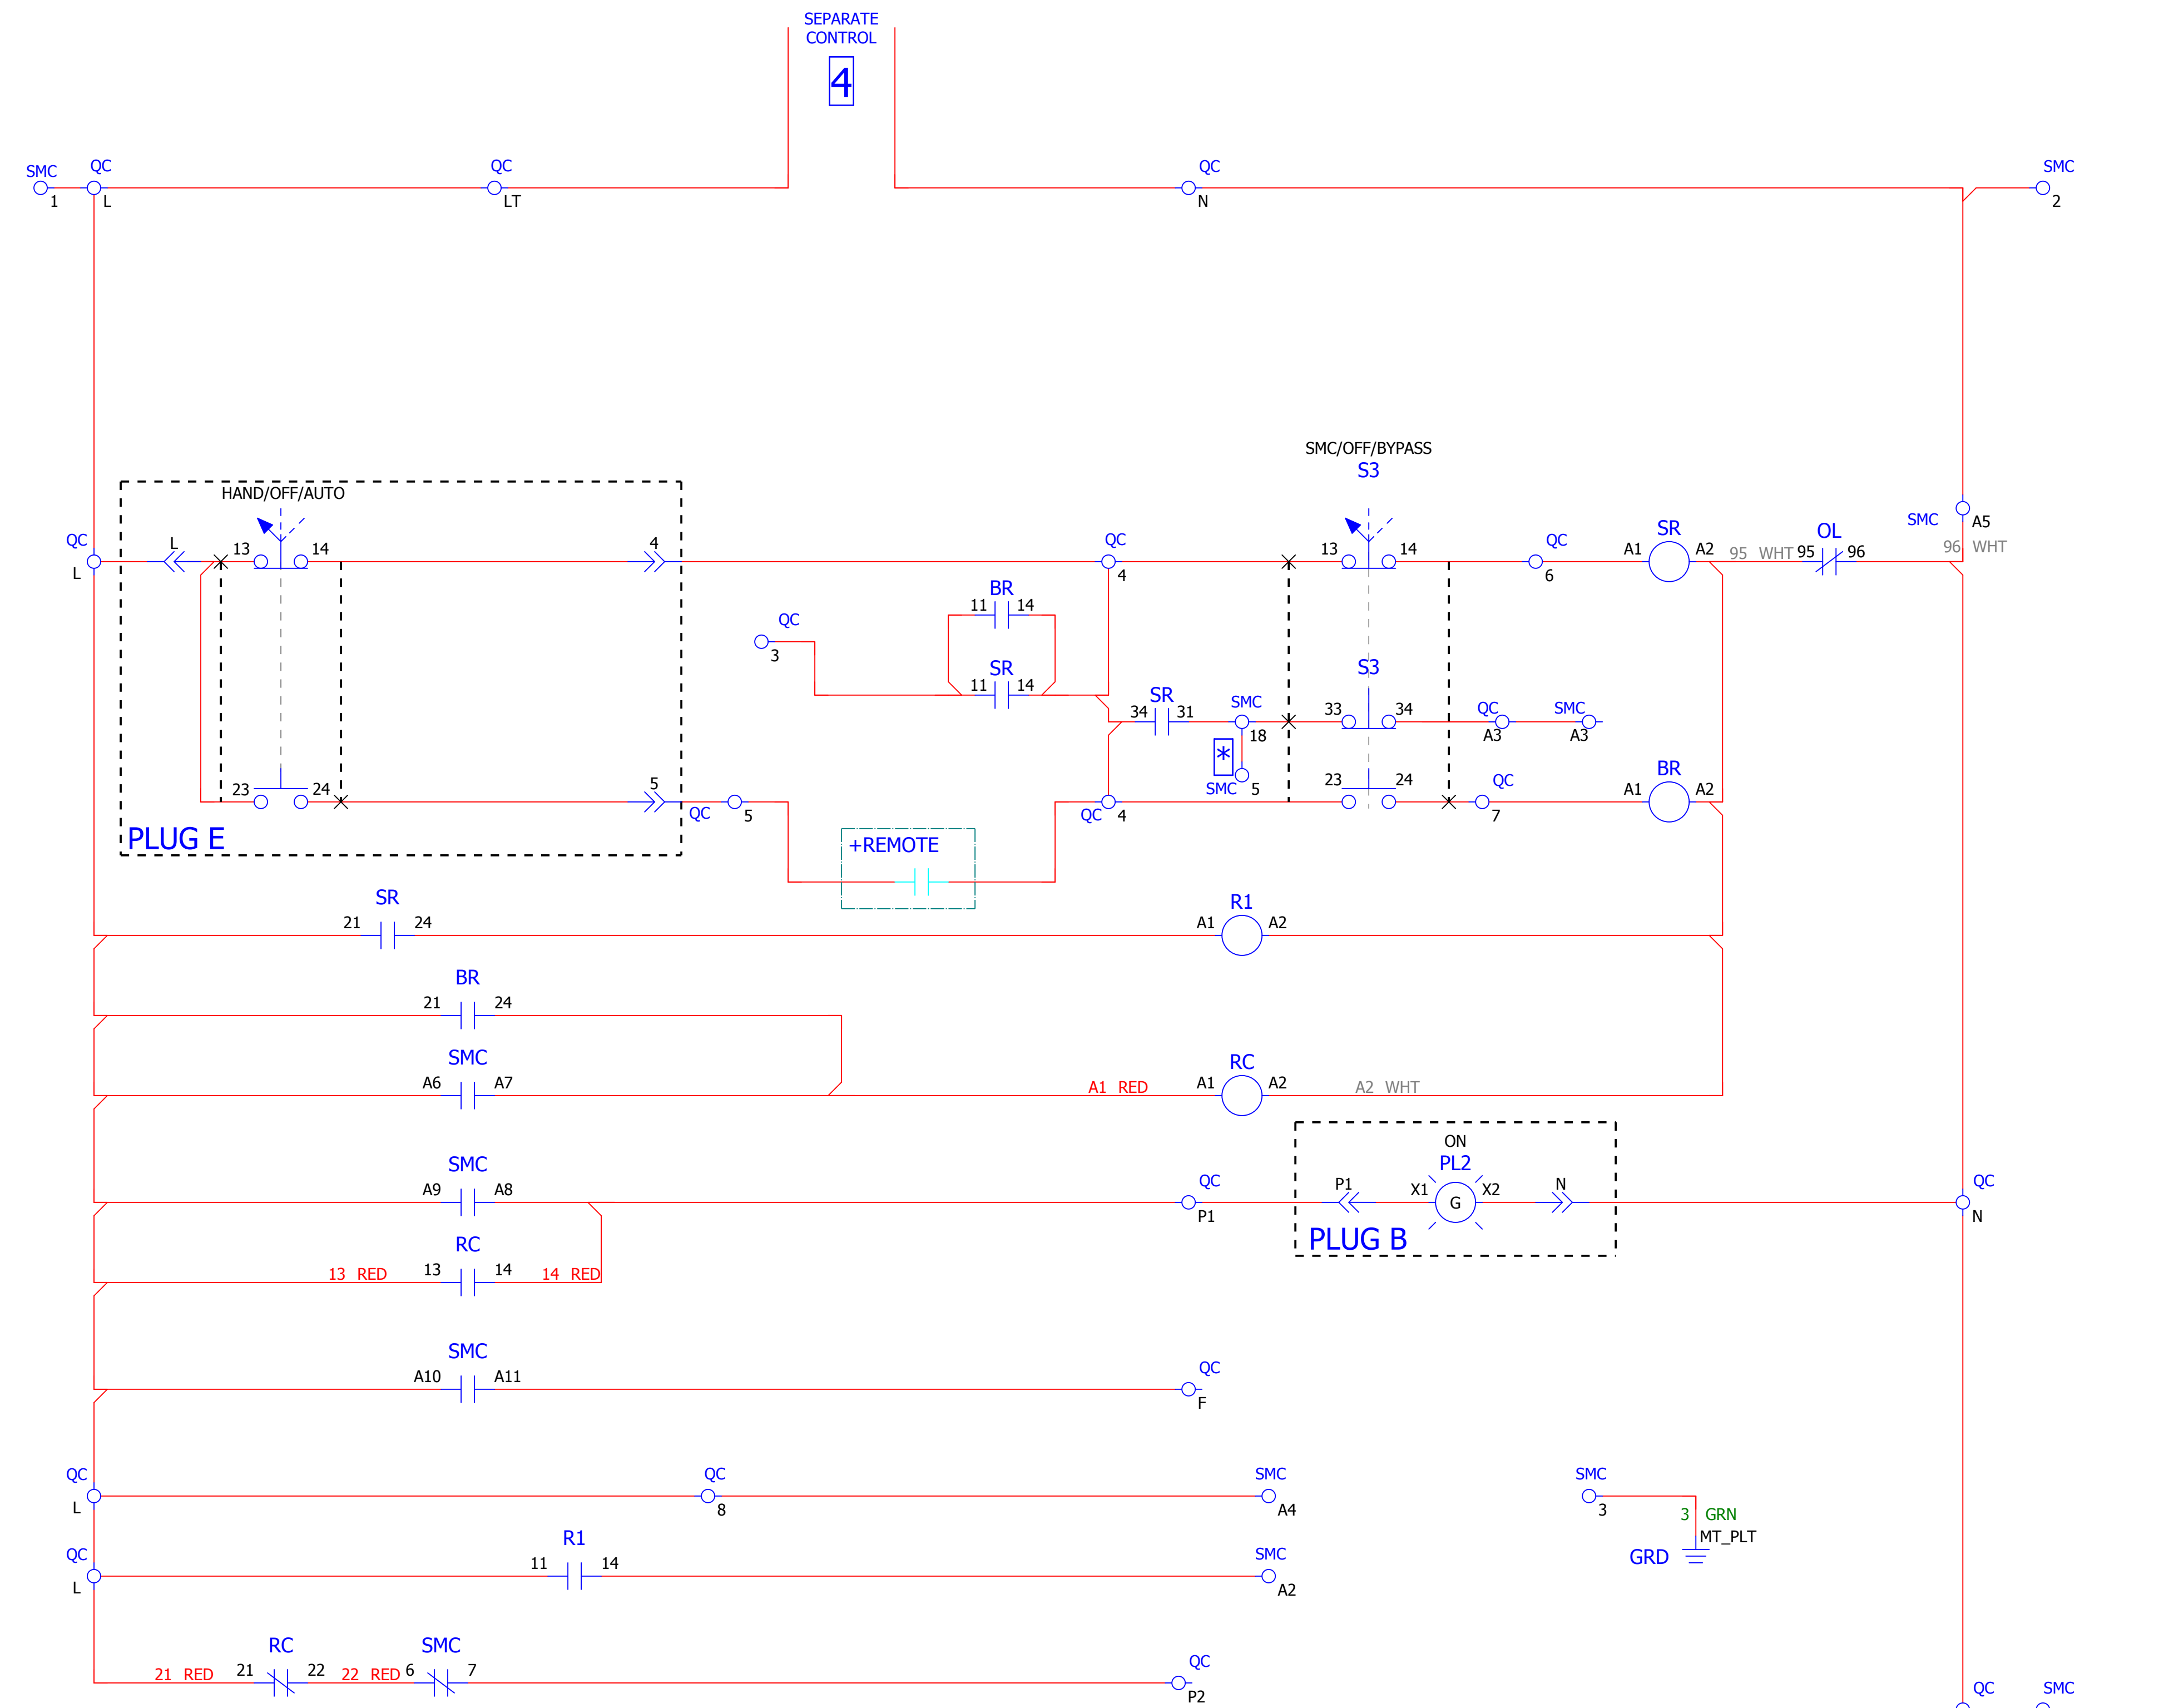 SEPARATE
CONTROL
4
SMC
1
QC
L
QC
LT
QC
N
SMC
2
SMC/OFF/BYPASS
S3
HAND/OFF/AUTO
QC
L
L
13
14
4
QC
4
13
14
QC
6
SR
A1
A2
95 WHT
OL
95
96
SMC
A5
96 WHT
BR
11
14
QC
3
SR
11
14
S3
SR
34
31
SMC
18
33
34
QC
A3
SMC
A3
*
SMC
5
23
24
5
QC
5
QC
4
23
24
QC
7
BR
A1
A2
PLUG E
+REMOTE
SR
21
24
R1
A1
A2
BR
21
24
SMC
A6
A7
A1 RED
RC
A1
A2
A2 WHT
SMC
A9
A8
QC
P1
ON
PL2
P1
X1
G
X2
N
PLUG B
QC
N
RC
13 RED
13
14
14 RED
SMC
A10
A11
QC
F
QC
L
QC
8
SMC
A4
SMC
3
3 GRN
MT_PLT
GRD
QC
L
R1
11
14
SMC
A2
RC
21 RED
21
22
22 RED
SMC
6
7
QC
P2
QC
SMC